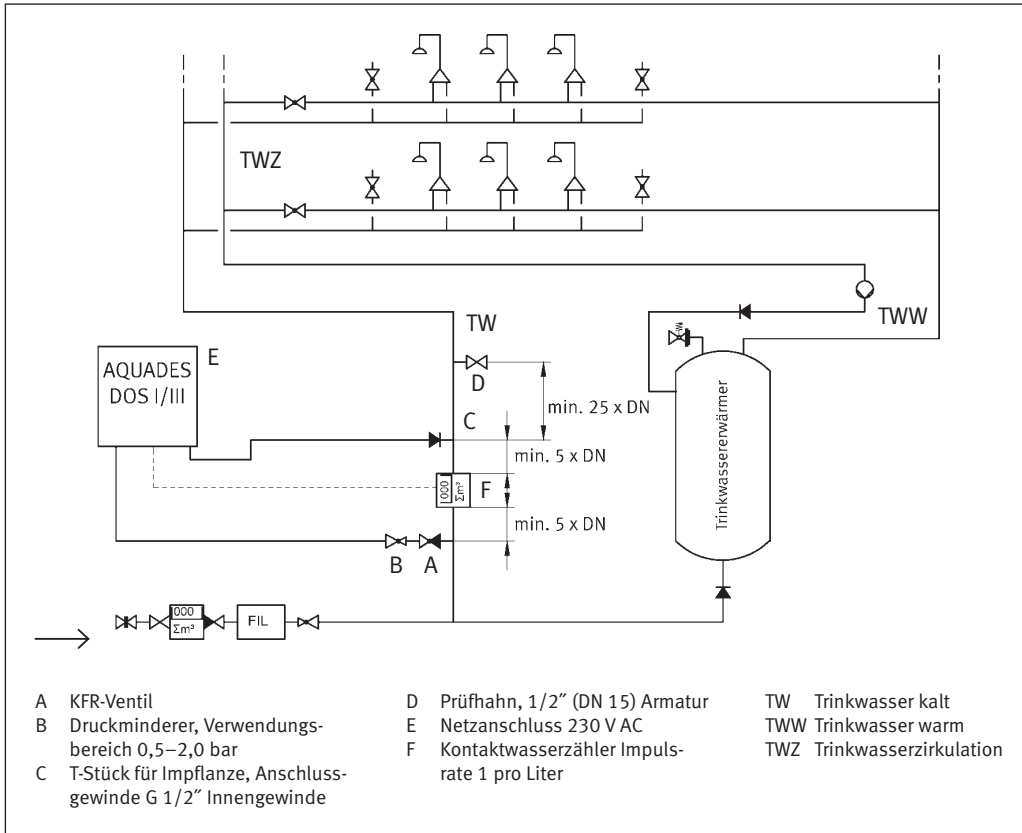 TWZ
TW
TWW
E
AQUADES
DOS I/III
D
min. 25 x DN
C
min. 5 x DN
000
Σm³
F
min. 5 x DN
B
A
Trinkwassererwärmer
000
Σm³
FIL
A KFR-Ventil
B Druckminderer, Verwendungs-
bereich 0,5–2,0 bar
C T-Stück für Impflanze, Anschluss-
gewinde G 1/2″ Innengewinde
D Prüfhahn, 1/2″ (DN 15) Armatur
E Netzanschluss 230 V AC
F Kontaktwasserzähler Impuls-
rate 1 pro Liter
TW Trinkwasser kalt
TWW Trinkwasser warm
TWZ Trinkwasserzirkulation